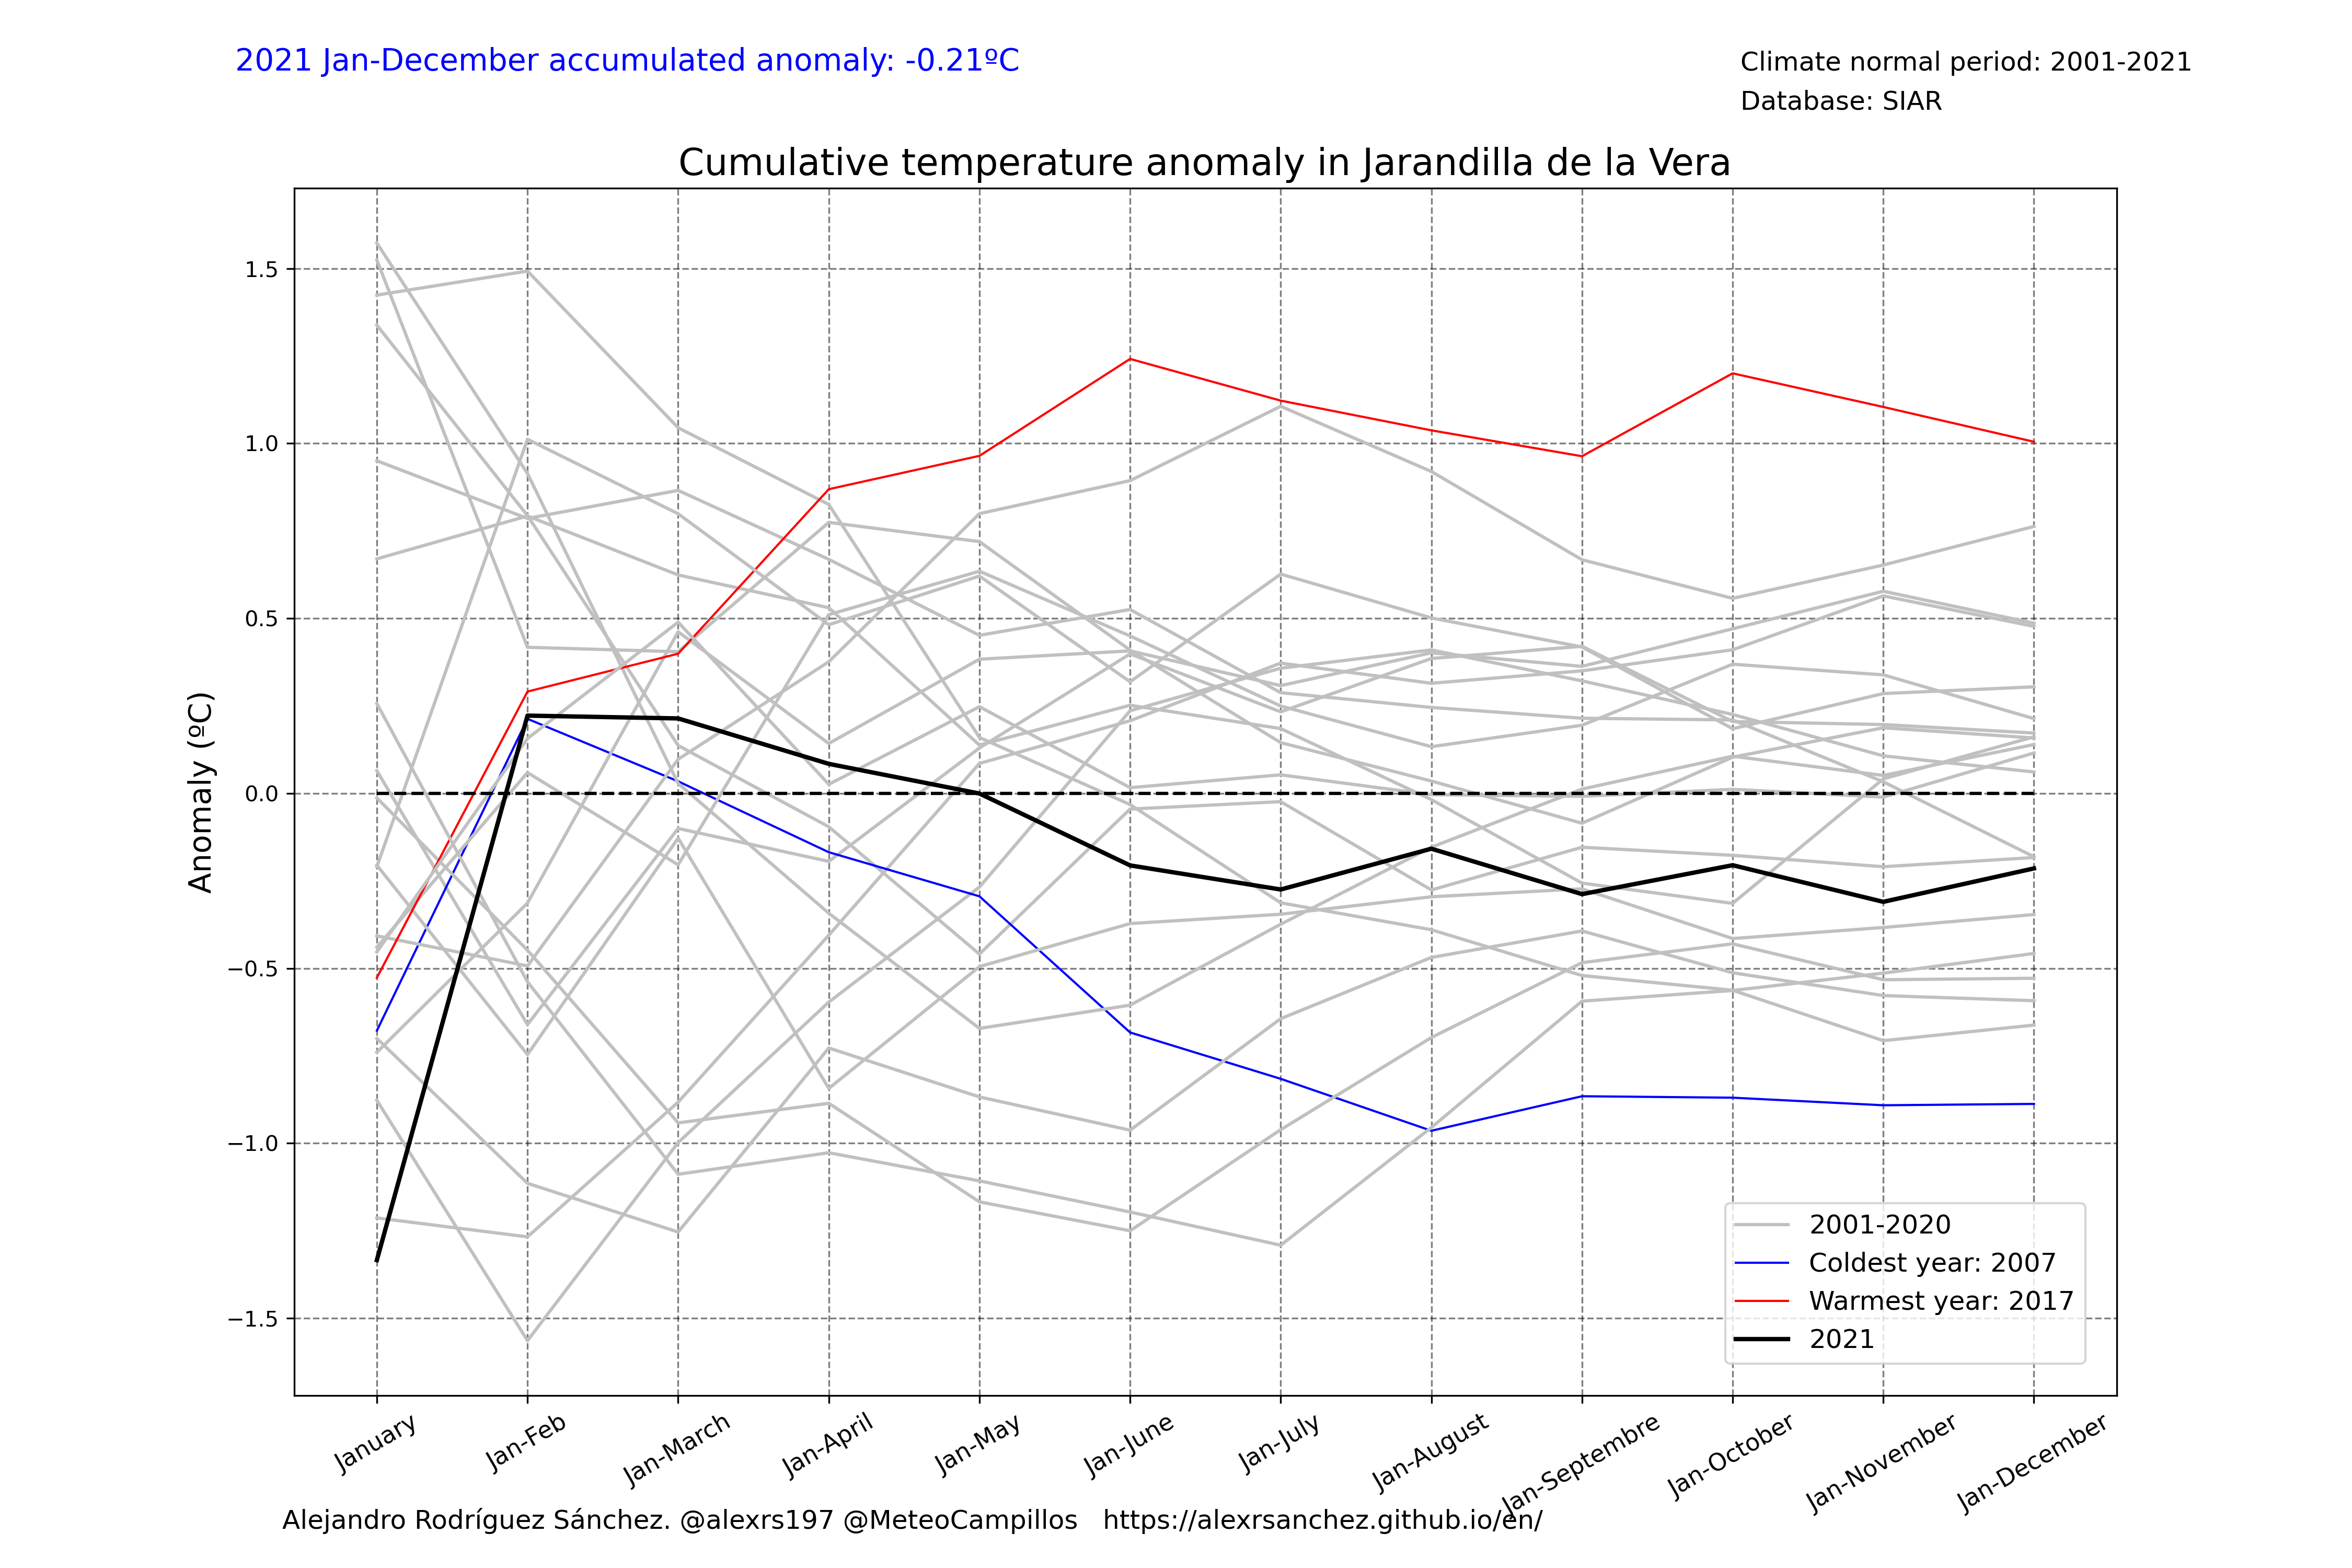 2021 Jan-December accumulated anomaly: -0.21ºC
Climate normal period: 2001-2021
Database: SIAR
Cumulative temperature anomaly in Jarandilla de la Vera
Anomaly (ºC)
1.5
1.0
0.5
0.0
−0.5
−1.0
−1.5
2001-2020
Coldest year: 2007
Warmest year: 2017
2021
January
Jan-Feb
Jan-March
Jan-April
Jan-May
Jan-June
Jan-July
Jan-August
Jan-Septembre
Jan-October
Jan-November
Jan-December
Alejandro Rodríguez Sánchez. @alexrs197 @MeteoCampillos https://alexrsanchez.github.io/en/